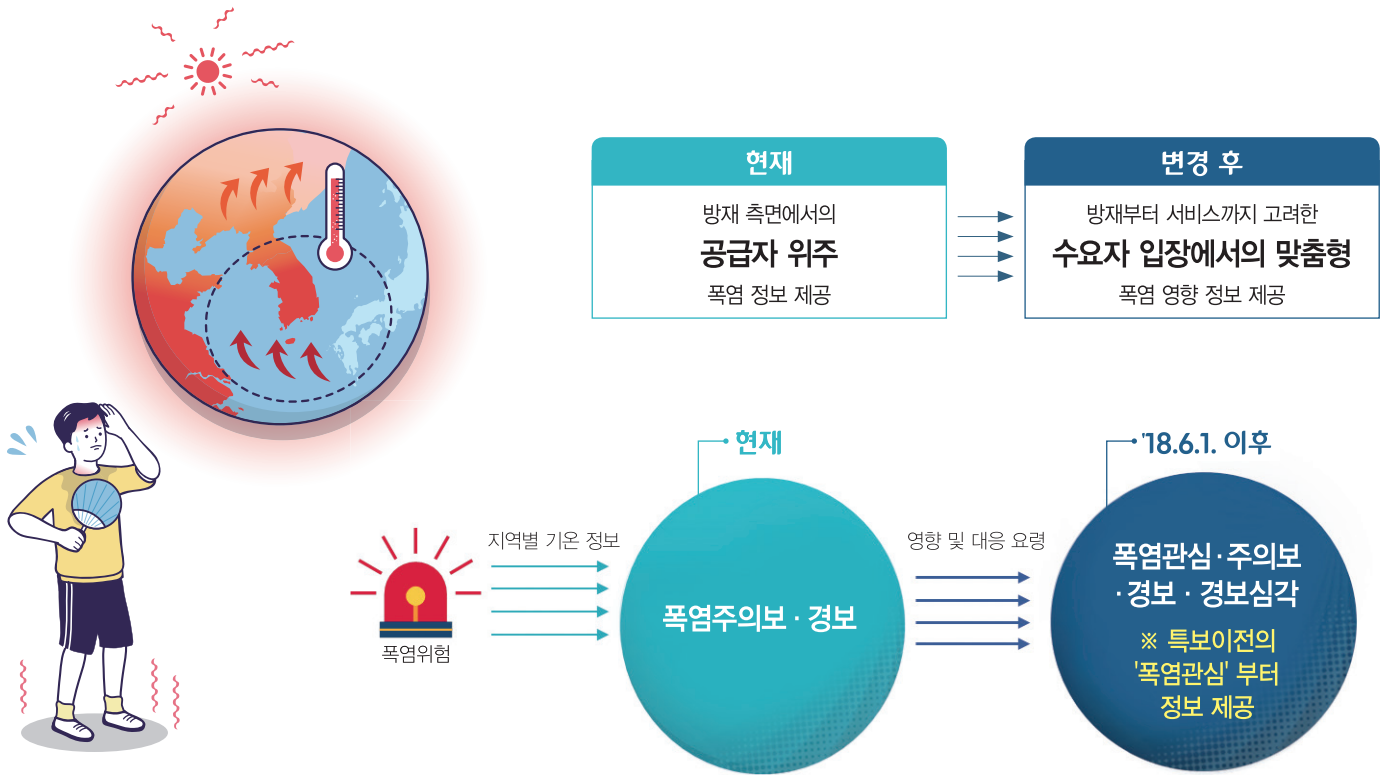 현재
방재 측면에서의
공급자 위주
폭염 정보 제공
변경 후
방재부터 서비스까지 고려한
수요자 입장에서의 맞춤형
폭염 영향 정보 제공
폭염위험
지역별 기온 정보
현재
폭염주의보 · 경보
영향 및 대응 요령
'18.6.1. 이후
폭염관심 · 주의보
· 경보 · 경보심각
※ 특보이전의
'폭염관심' 부터
정보 제공